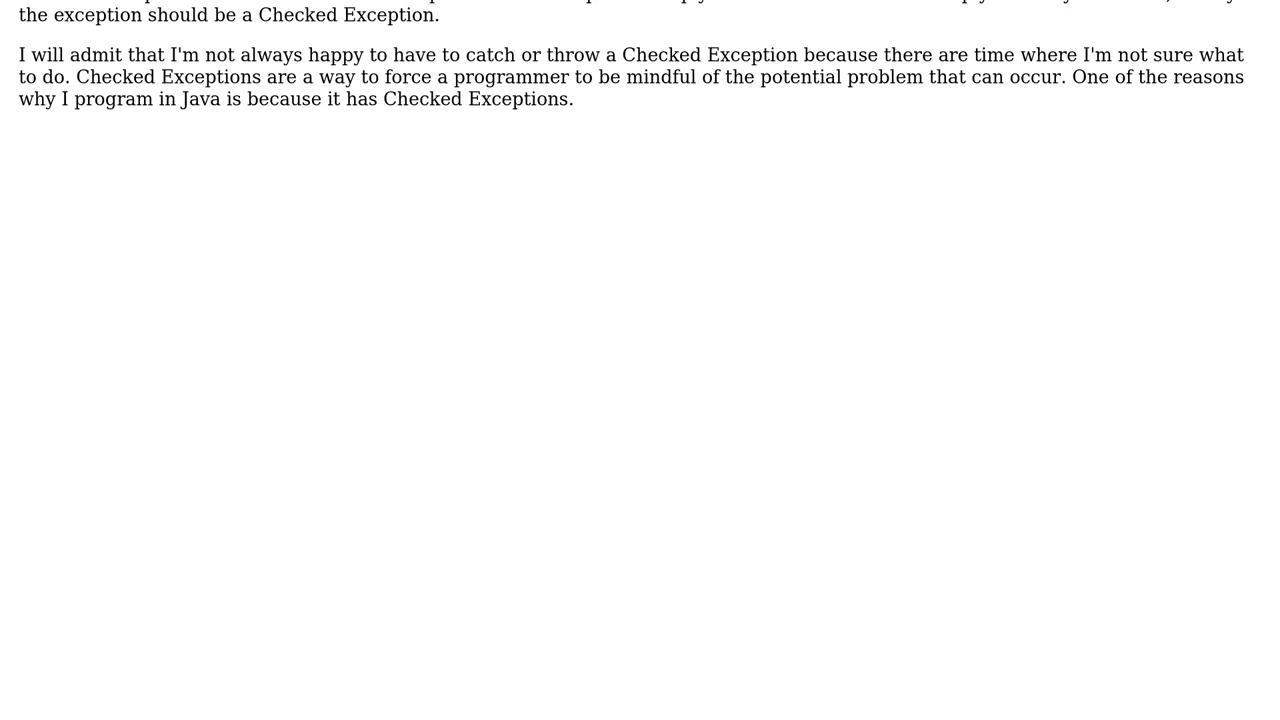 the exception should be a Checked Exception.
I will admit that I'm not always happy to have to catch or throw a Checked Exception because there are time where I'm not sure what
to do. Checked Exceptions are a way to force a programmer to be mindful of the potential problem that can occur. One of the reasons
why I program in Java is because it has Checked Exceptions.